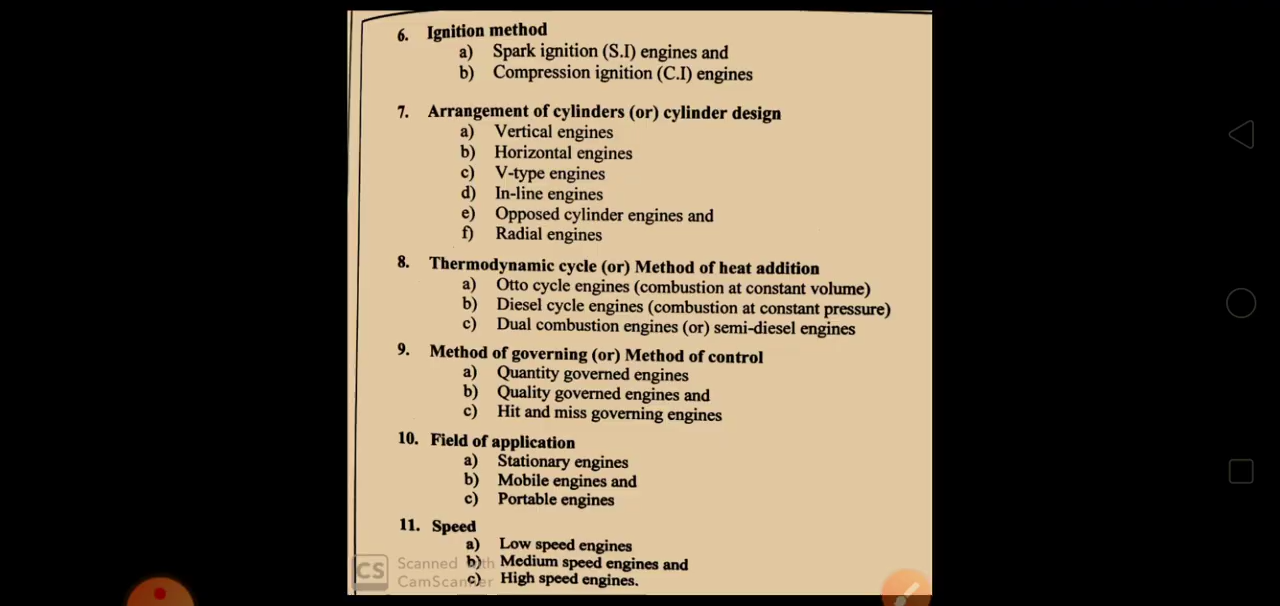 6. Ignition method
a) Spark ignition (S.I) engines and
b) Compression ignition (C.I) engines
7. Arrangement of cylinders (or) cylinder design
a) Vertical engines
b) Horizontal engines
c) V-type engines
d) In-line engines
e) Opposed cylinder engines and
f) Radial engines
8. Thermodynamic cycle (or) Method of heat addition
a) Otto cycle engines (combustion at constant volume)
b) Diesel cycle engines (combustion at constant pressure)
c) Dual combustion engines (or) semi-diesel engines
9. Method of governing (or) Method of control
a) Quantity governed engines
b) Quality governed engines and
c) Hit and miss governing engines
10. Field of application
a) Stationary engines
b) Mobile engines and
c) Portable engines
11. Speed
a) Low speed engines
b) Medium speed engines and
c) High speed engines.
CS
Scanned with
CamScanner